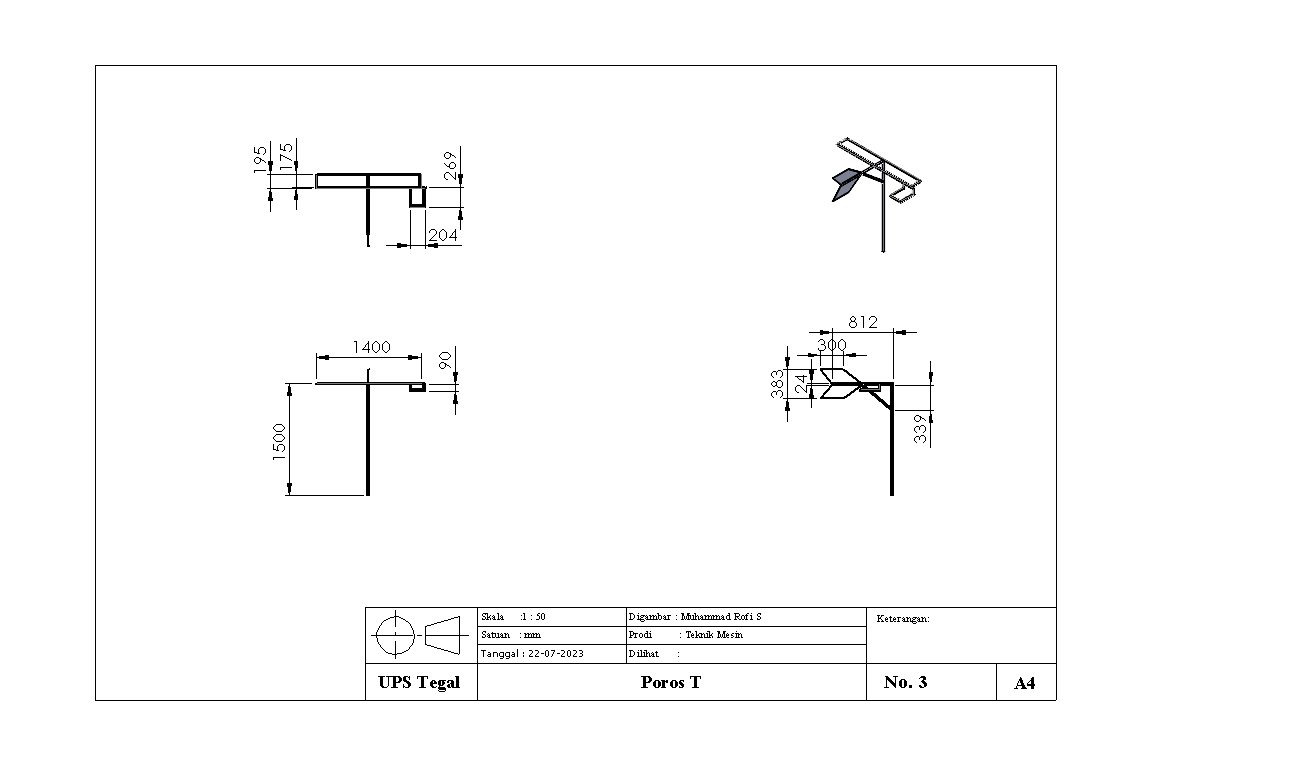 195
175
269
204
812
300
383
24
339
1400
90
1500
Skala :1 : 50
Digambar : Muhammad Rofi S
Keterangan:
Satuan : mm
Prodi : Teknik Mesin
Tanggal : 22-07-2023
Dilihat :
UPS Tegal
Poros T
No. 3
A4